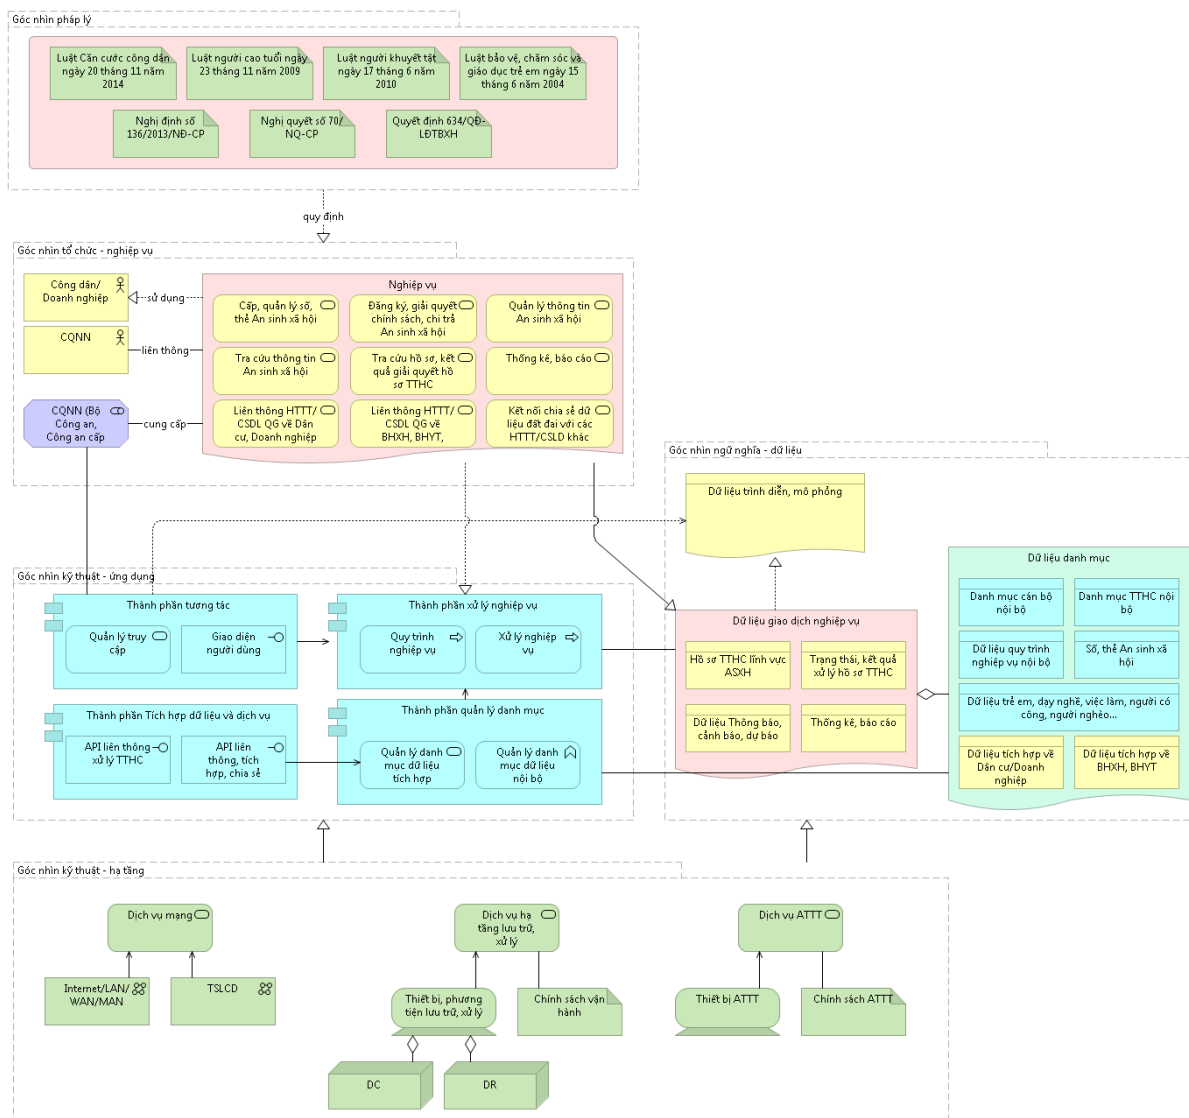 Góc nhìn pháp lý
Luật Căn cước công dân
ngày 20 tháng 11 năm
2014
Luật người cao tuổi ngày
23 tháng 11 năm 2009
Luật người khuyết tật
ngày 17 tháng 6 năm
2010
Luật bảo vệ, chăm sóc và
giáo dục trẻ em ngày 15
tháng 6 năm 2004
Nghị định số
136/2013/NĐ-CP
Nghị quyết số 70/
NQ-CP
Quyết định 634/QĐ-
LĐTBXH
quy định
Góc nhìn tổ chức - nghiệp vụ
Công dân/
Doanh nghiệp
sử dụng
CQNN
liên thông
CQNN (Bộ
Công an,
Công an cấp
cung cấp
Nghiệp vụ
Cấp, quản lý số,
thẻ An sinh xã hội
Đăng ký, giải quyết
chính sách, chi trả
An sinh xã hội
Quản lý thông tin
An sinh xã hội
Tra cứu thông tin
An sinh xã hội
Tra cứu hồ sơ, kết
quả giải quyết hồ
sơ TTHC
Thống kê, báo cáo
Liên thông HTTT/
CSDL QG về Dân
cư, Doanh nghiệp
Liên thông HTTT/
CSDL QG về
BHXH, BHYT,
Kết nối chia sẻ dữ
liệu đất đai với các
HTTT/CSLD khác
Góc nhìn ngữ nghĩa - dữ liệu
Dữ liệu trình diễn, mô phỏng
Dữ liệu giao dịch nghiệp vụ
Hồ sơ TTHC lĩnh vực
ASXH
Trạng thái, kết quả
xử lý hồ sơ TTHC
Dữ liệu Thông báo,
cảnh báo, dự báo
Thống kê, báo cáo
Dữ liệu danh mục
Danh mục cán bộ
nội bộ
Danh mục TTHC nội
bộ
Dữ liệu quy trình
nghiệp vụ nội bộ
Số, thẻ An sinh xã
hội
Dữ liệu trẻ em, dạy nghề, việc làm, người có
công, người nghèo...
Dữ liệu tích hợp về
Dân cư/Doanh
nghiệp
Dữ liệu tích hợp về
BHXH, BHYT
Góc nhìn kỹ thuật - ứng dụng
Thành phần tương tác
Quản lý truy
cập
Giao diện
người dùng
Thành phần xử lý nghiệp vụ
Quy trình
nghiệp vụ
Xử lý nghiệp
vụ
Thành phần Tích hợp dữ liệu và dịch vụ
API liên thông
xử lý TTHC
API liên
thông, tích
hợp, chia sẻ
Thành phần quản lý danh mục
Quản lý danh
mục dữ liệu
tích hợp
Quản lý danh
mục dữ liệu
nội bộ
Góc nhìn kỹ thuật - hạ tầng
Dịch vụ mạng
Internet/LAN/
WAN/MAN
TSLCD
Dịch vụ hạ
tầng lưu trữ,
xử lý
Thiết bị, phương
tiện lưu trữ, xử lý
Chính sách vận
hành
DC
DR
Dịch vụ ATTT
Thiết bị ATTT
Chính sách ATTT